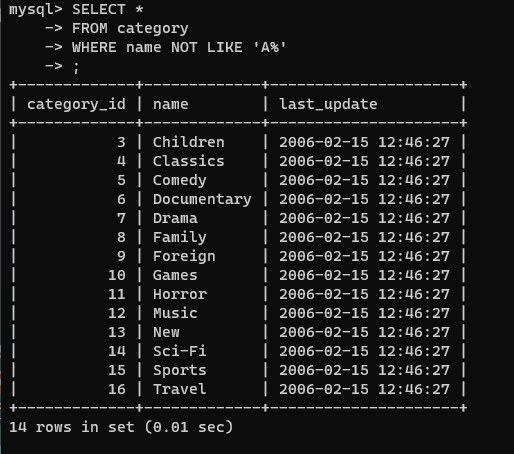 mysql> SELECT *
    -> FROM category
    -> WHERE name NOT LIKE 'A%'
    -> ;
+-------------+-------------+---------------------+
| category_id | name        | last_update         |
+-------------+-------------+---------------------+
|           3 | Children    | 2006-02-15 12:46:27 |
|           4 | Classics    | 2006-02-15 12:46:27 |
|           5 | Comedy      | 2006-02-15 12:46:27 |
|           6 | Documentary | 2006-02-15 12:46:27 |
|           7 | Drama       | 2006-02-15 12:46:27 |
|           8 | Family      | 2006-02-15 12:46:27 |
|           9 | Foreign     | 2006-02-15 12:46:27 |
|          10 | Games       | 2006-02-15 12:46:27 |
|          11 | Horror      | 2006-02-15 12:46:27 |
|          12 | Music       | 2006-02-15 12:46:27 |
|          13 | New         | 2006-02-15 12:46:27 |
|          14 | Sci-Fi      | 2006-02-15 12:46:27 |
|          15 | Sports      | 2006-02-15 12:46:27 |
|          16 | Travel      | 2006-02-15 12:46:27 |
+-------------+-------------+---------------------+
14 rows in set (0.01 sec)